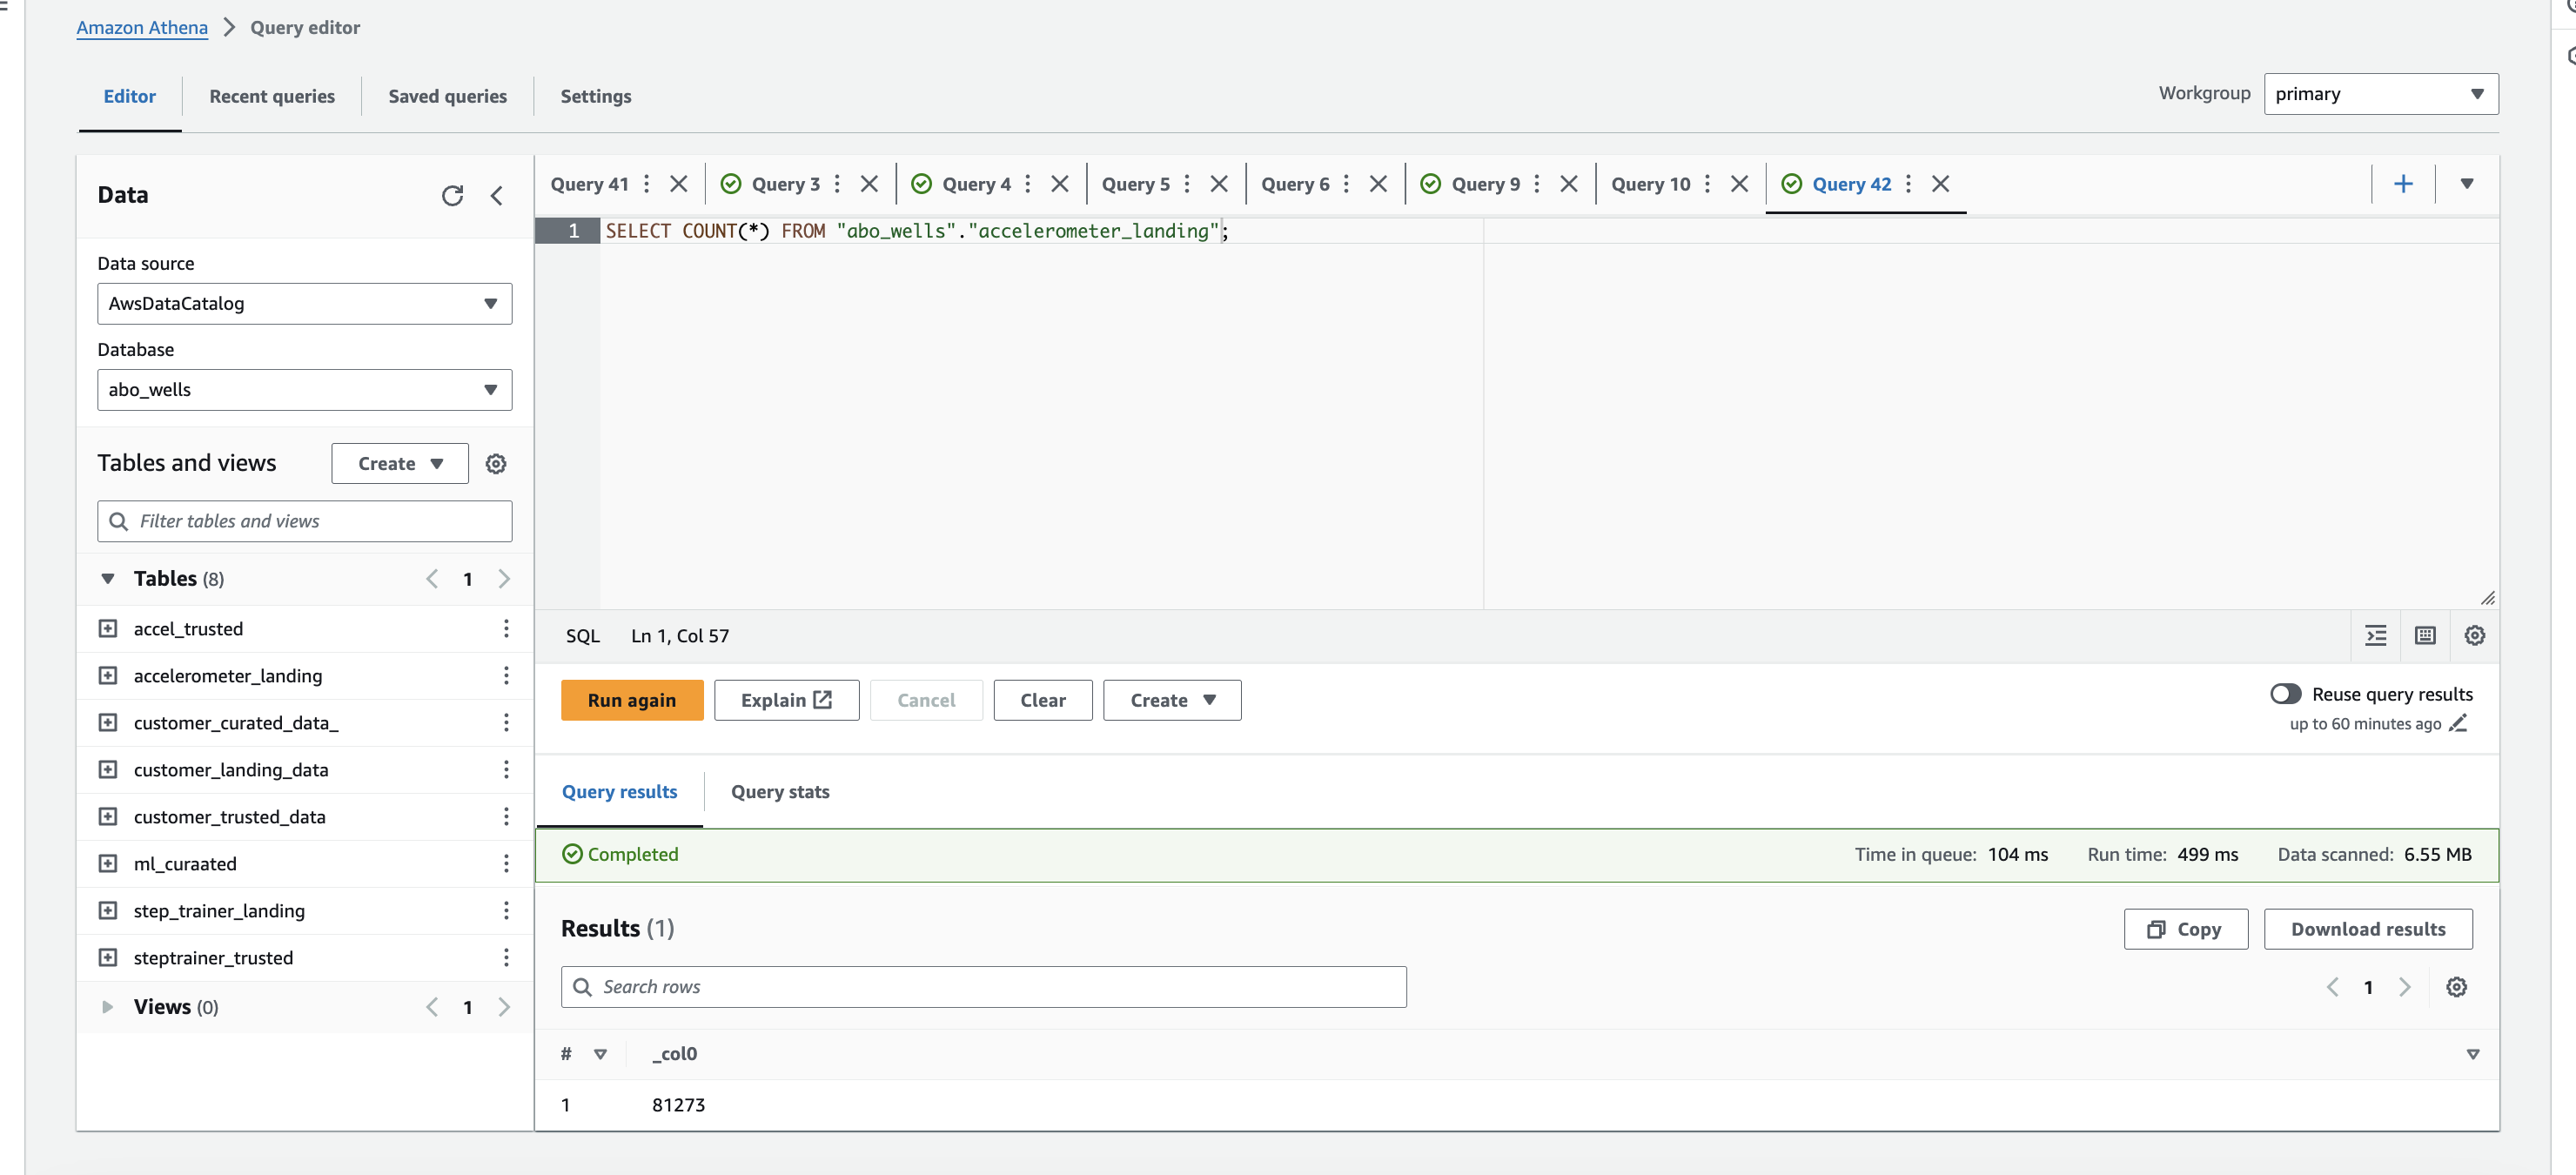 Amazon Athena > Query editor
Editor Recent queries Saved queries Settings
Workgroup primary
Data
Data source
AwsDataCatalog
Database
abo_wells
Tables and views Create
Filter tables and views
Tables (8) 1
accel_trusted
accelerometer_landing
customer_curated_data_
customer_landing_data
customer_trusted_data
ml_curaated
step_trainer_landing
steptrainer_trusted
Views (0) 1
Query 41 Query 3 Query 4 Query 5 Query 6 Query 9 Query 10 Query 42
1 SELECT COUNT(*) FROM "abo_wells"."accelerometer_landing";
SQL Ln 1, Col 57
Run again Explain Cancel Clear Create
Reuse query results
up to 60 minutes ago
Query results Query stats
Completed Time in queue: 104 ms Run time: 499 ms Data scanned: 6.55 MB
Results (1) Copy Download results
Search rows 1
# _col0
1 81273